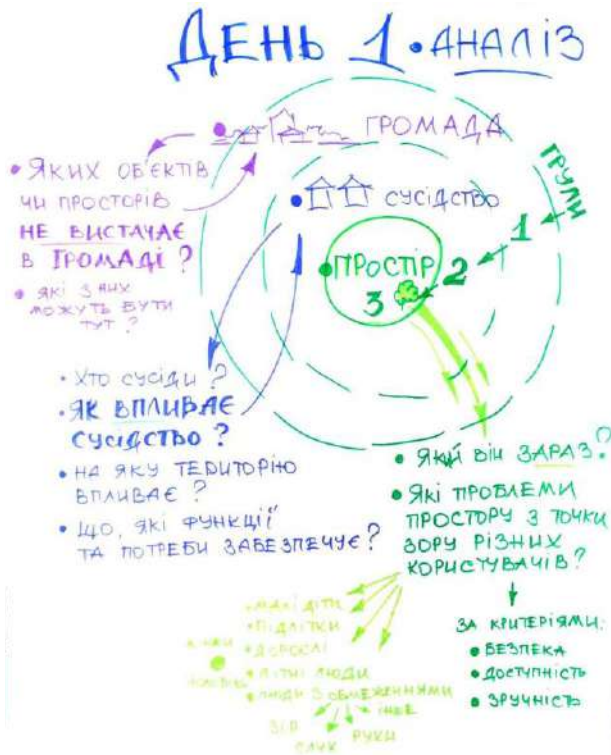 ДЕНЬ 1 • АНАЛІЗ
ГРОМАДА
• ЯКИХ ОБ'ЄКТІВ
ЧИ ПРОСТОРІВ
НЕ ВИСТАЧАЄ
В ГРОМАДІ?
• ЯКІ З НИХ
МОЖУТЬ БУТИ
ТУТ?
ГРУПИ
1
СУСІДСТВО
2
ПРОСТІР
3
• ХТО СУСІДИ?
• ЯК ВПЛИВАЄ
СУСІДСТВО?
• НА ЯКУ ТЕРИТОРІЮ
ВПЛИВАЄ?
• ЩО, ЯКІ ФУНКЦІЇ
ТА ПОТРЕБИ ЗАБЕЗПЕЧУЄ?
• ЯКИЙ ВІН ЗАРАЗ?
• ЯКІ ПРОБЛЕМИ
ПРОСТОРУ З ТОЧКИ
ЗОРУ РІЗНИХ
КОРИСТУВАЧІВ?
ЗА КРИТЕРІЯМИ:
• БЕЗПЕКА
• ДОСТУПНІСТЬ
• ЗРУЧНІСТЬ
• МАЛІ ДІТИ
• ПІДЛІТКИ
• ДОРОСЛІ
• ЛІТНІ ЛЮДИ
• ЛЮДИ З ОБМЕЖЕННЯМИ
ЗІР
СЛУХ
РУХИ
ІНШЕ